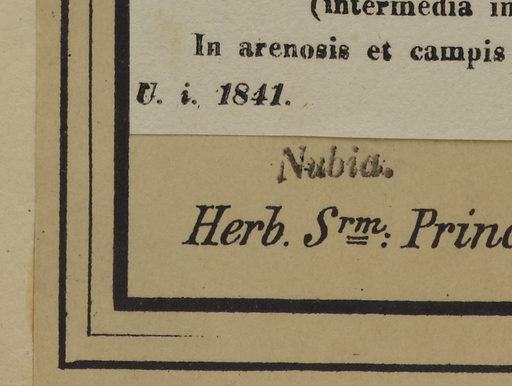 (intermedia in
In arenosis et campis
U. i. 1841.
Nubia.
Herb. Srm: Princ